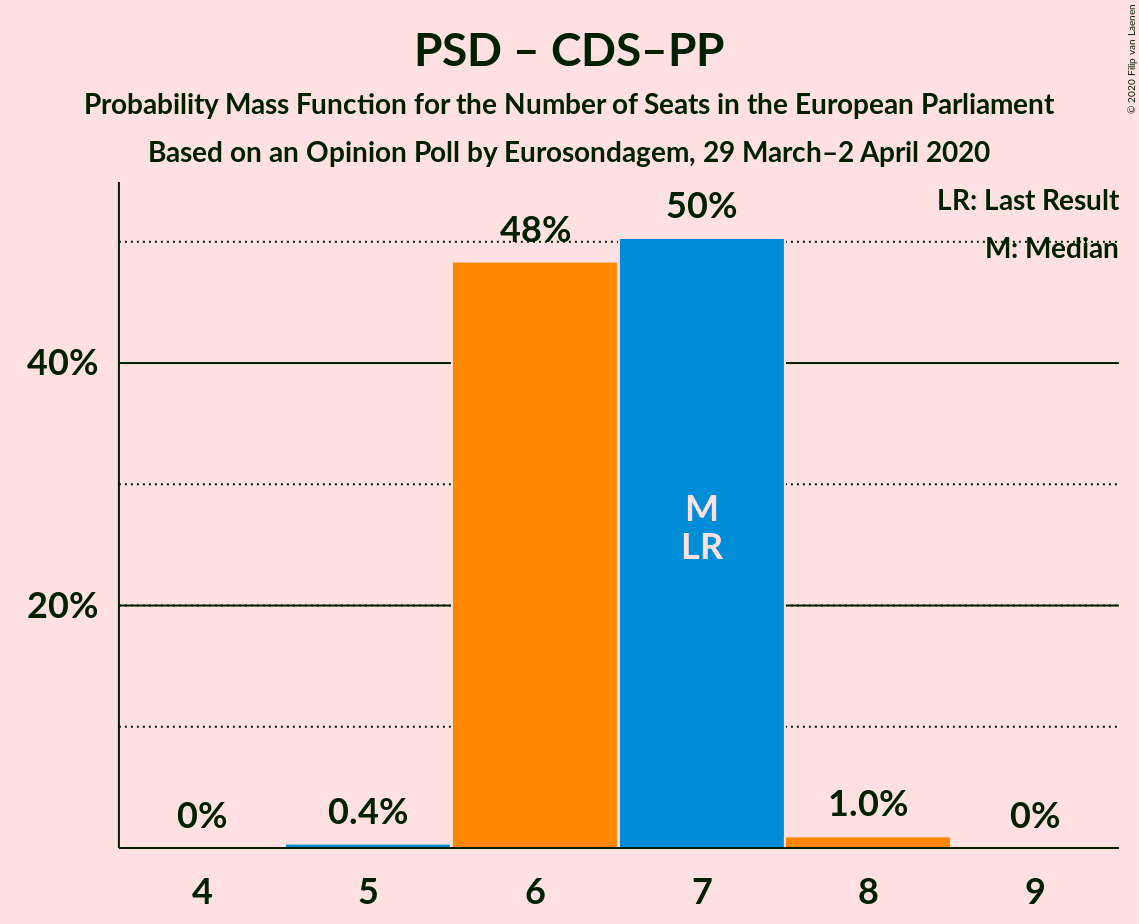 PSD – CDS–PP
Probability Mass Function for the Number of Seats in the European Parliament
Based on an Opinion Poll by Eurosondagem, 29 March–2 April 2020
© 2020 Filip van Laenen
LR: Last Result
M: Median
50%
48%
40%
M
LR
20%
0%
0.4%
1.0%
0%
4 5 6 7 8 9